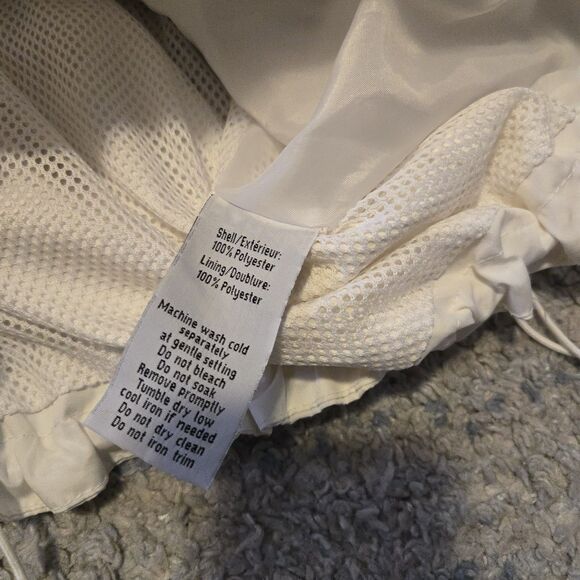 Shell/Extérieur:
100% Polyester
Lining/Doublure:
100% Polyester
Machine wash cold
separately
at gentle setting
Do not bleach
Do not soak
Remove promptly
Tumble dry low
cool iron if needed
Do not dry clean
Do not iron trim